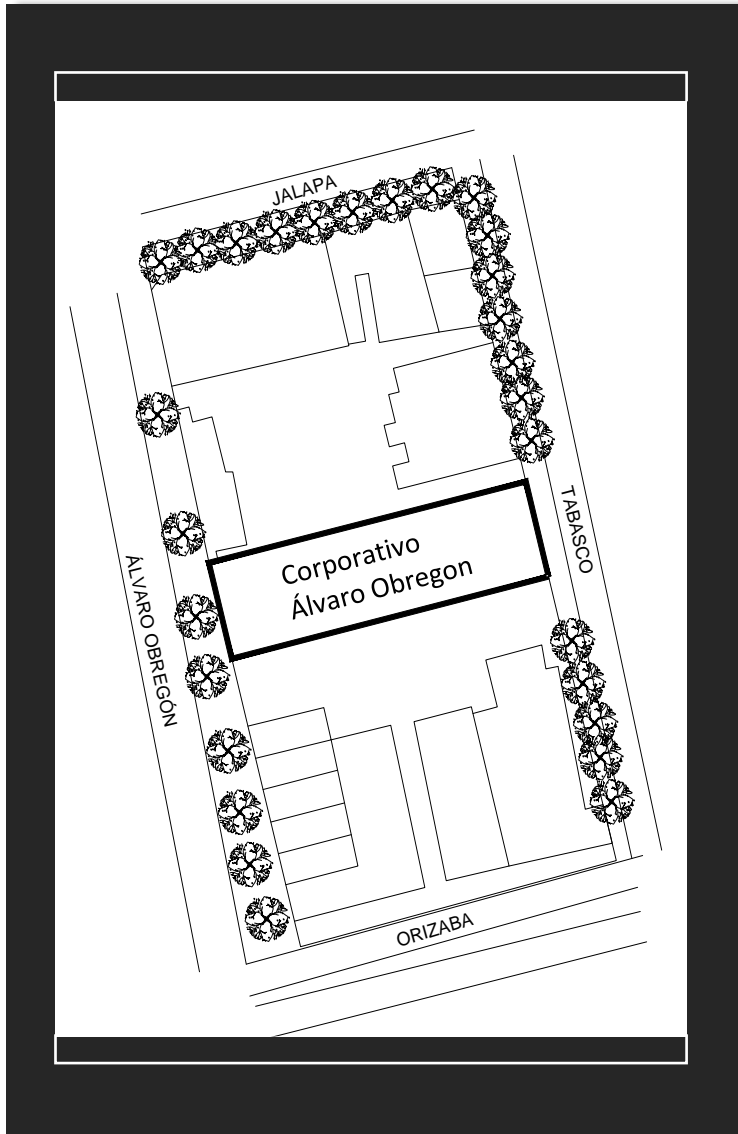 JALAPA
TABASCO
Corporativo
Álvaro Obregon
ÁLVARO OBREGÓN
ORIZABA